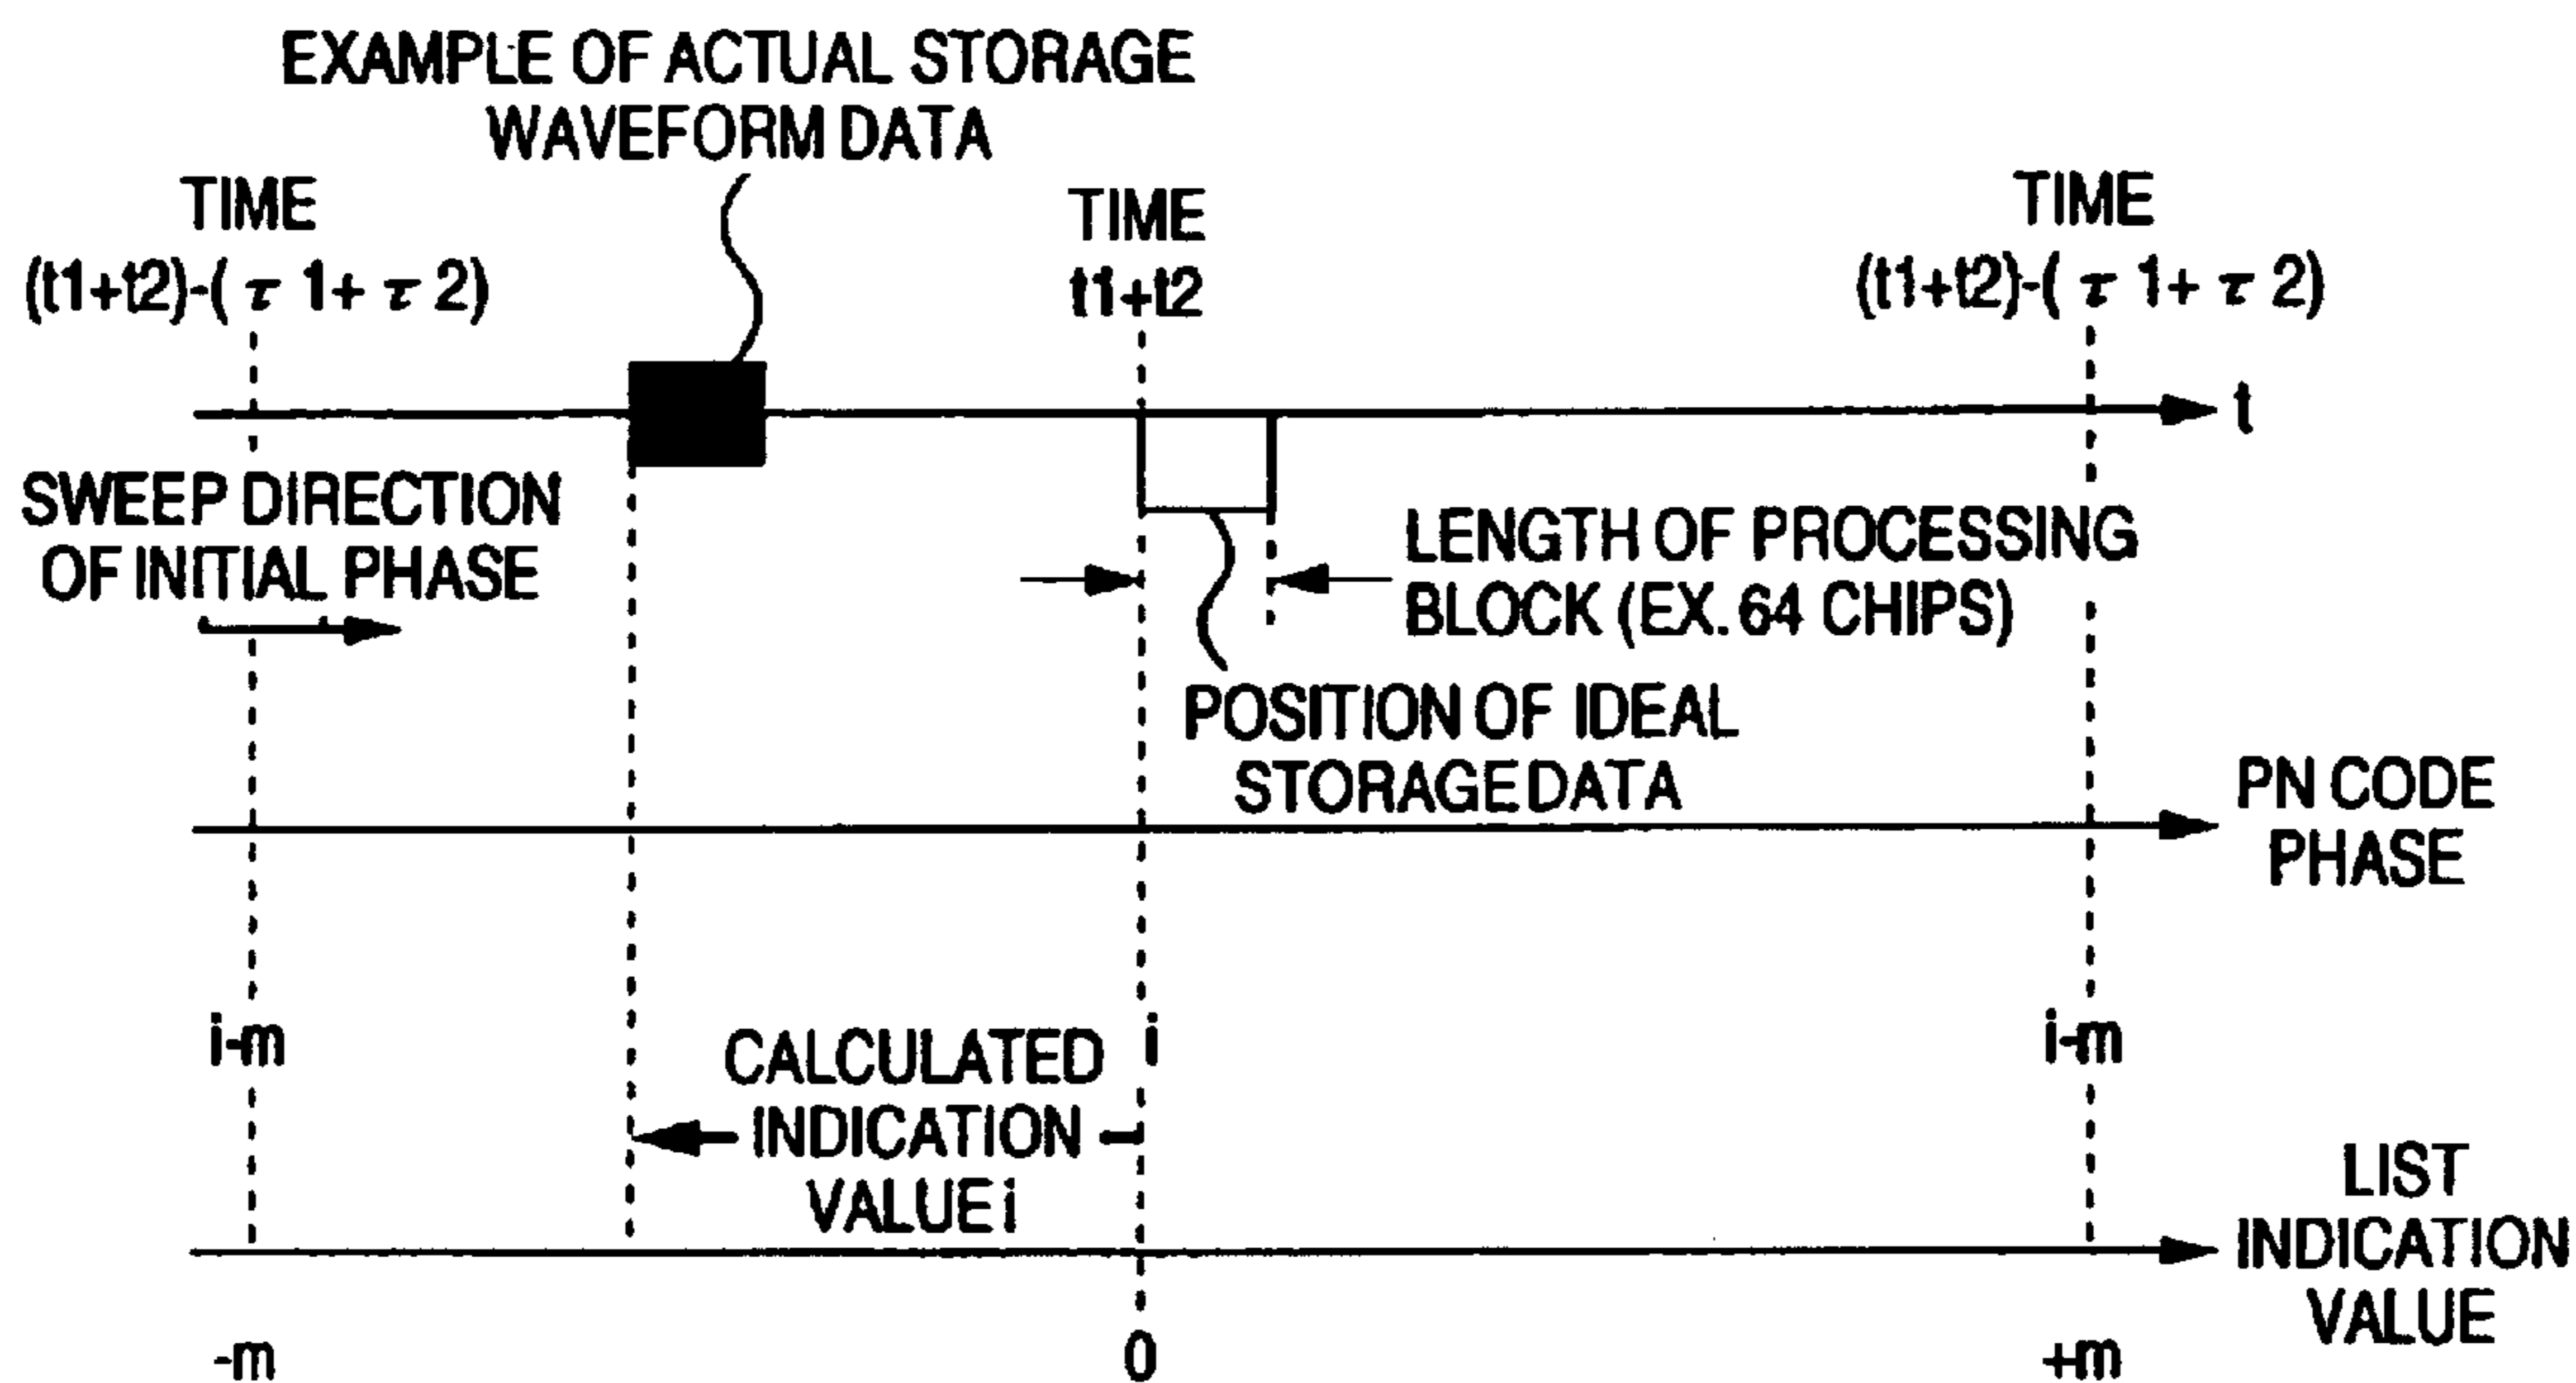 EXAMPLE OF ACTUAL STORAGE
WAVEFORM DATA
TIME
(t1+t2)-( τ 1+ τ 2)
TIME
t1+t2
TIME
(t1+t2)-( τ 1+ τ 2)
t
SWEEP DIRECTION
OF INITIAL PHASE
LENGTH OF PROCESSING
BLOCK (EX. 64 CHIPS)
POSITION OF IDEAL
STORAGE DATA
PN CODE
PHASE
i-m
i
i-m
CALCULATED
INDICATION
VALUE i
LIST
INDICATION
VALUE
-m
0
+m